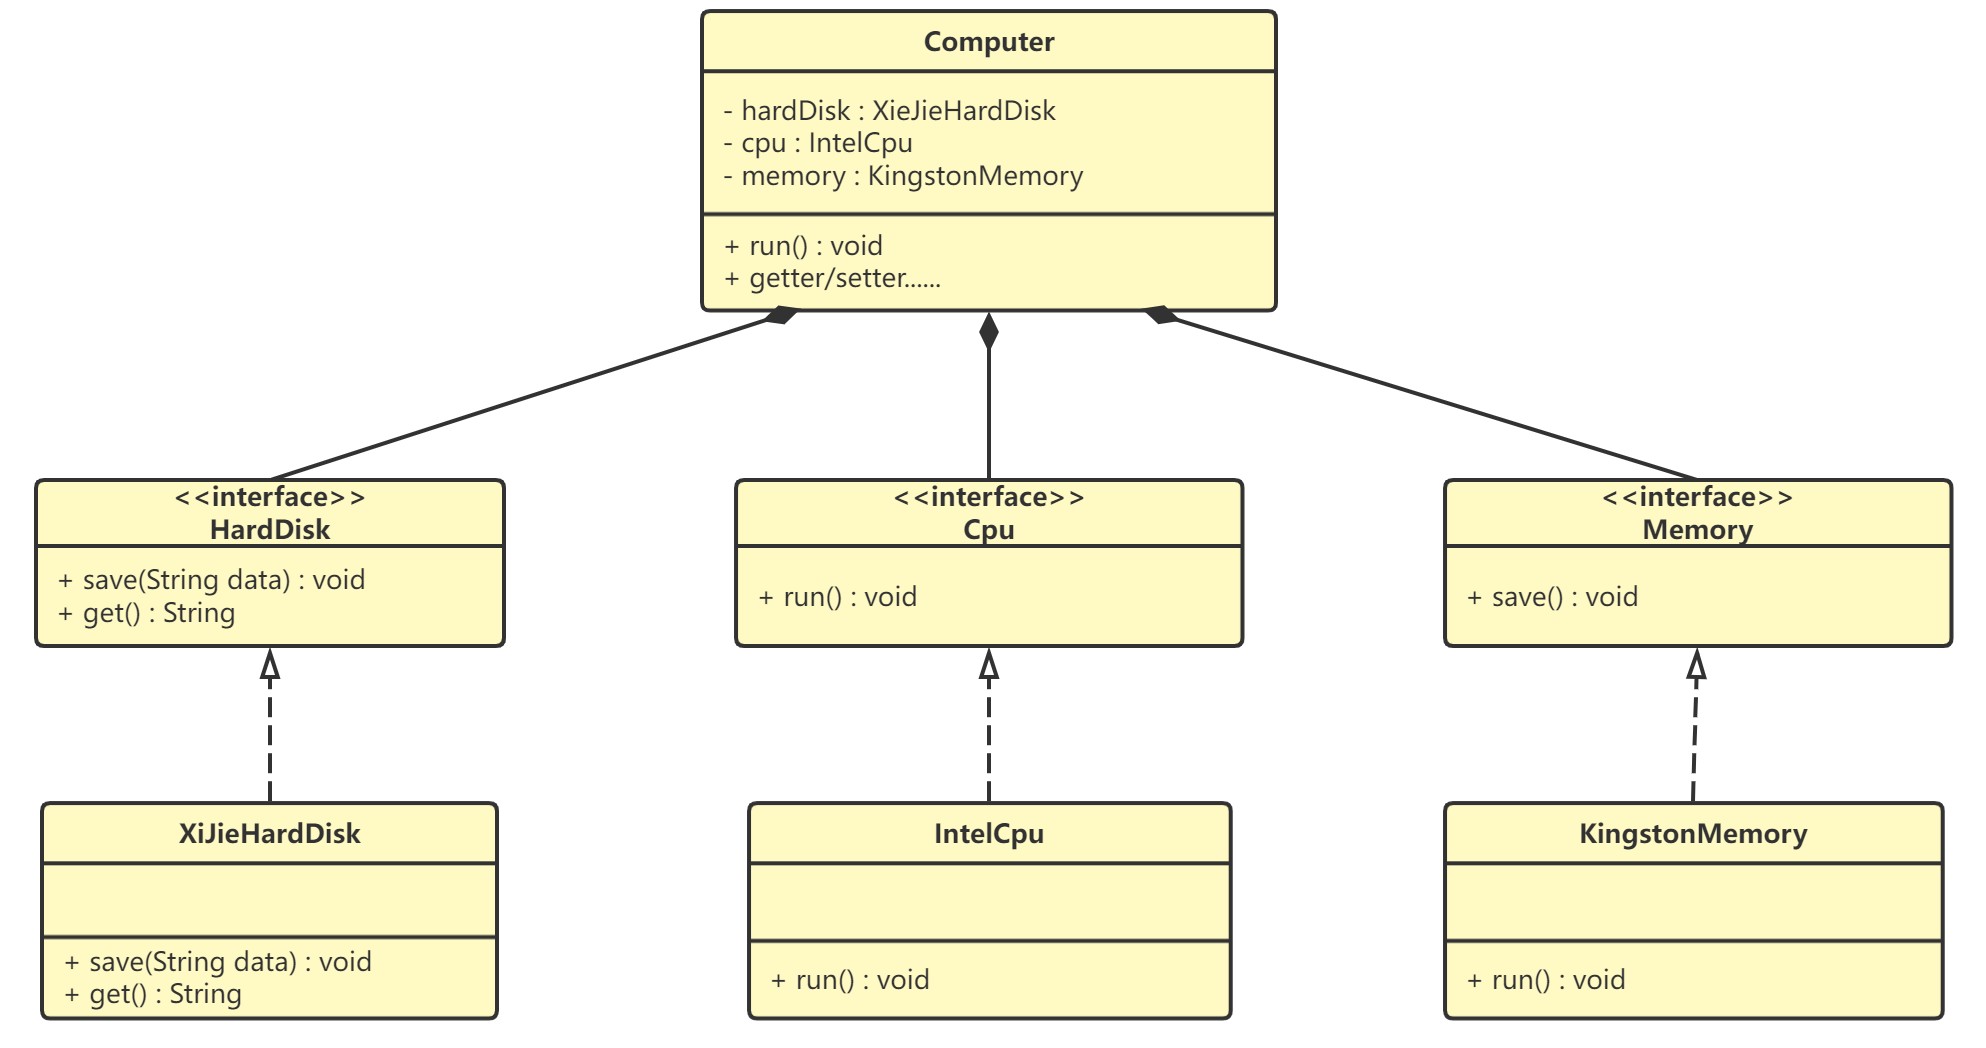 Computer
- hardDisk : XieJieHardDisk
- cpu : IntelCpu
- memory : KingstonMemory
+ run() : void
+ getter/setter......
<<interface>>
HardDisk
+ save(String data) : void
+ get() : String
<<interface>>
Cpu
+ run() : void
<<interface>>
Memory
+ save() : void
XiJieHardDisk
+ save(String data) : void
+ get() : String
IntelCpu
+ run() : void
KingstonMemory
+ run() : void